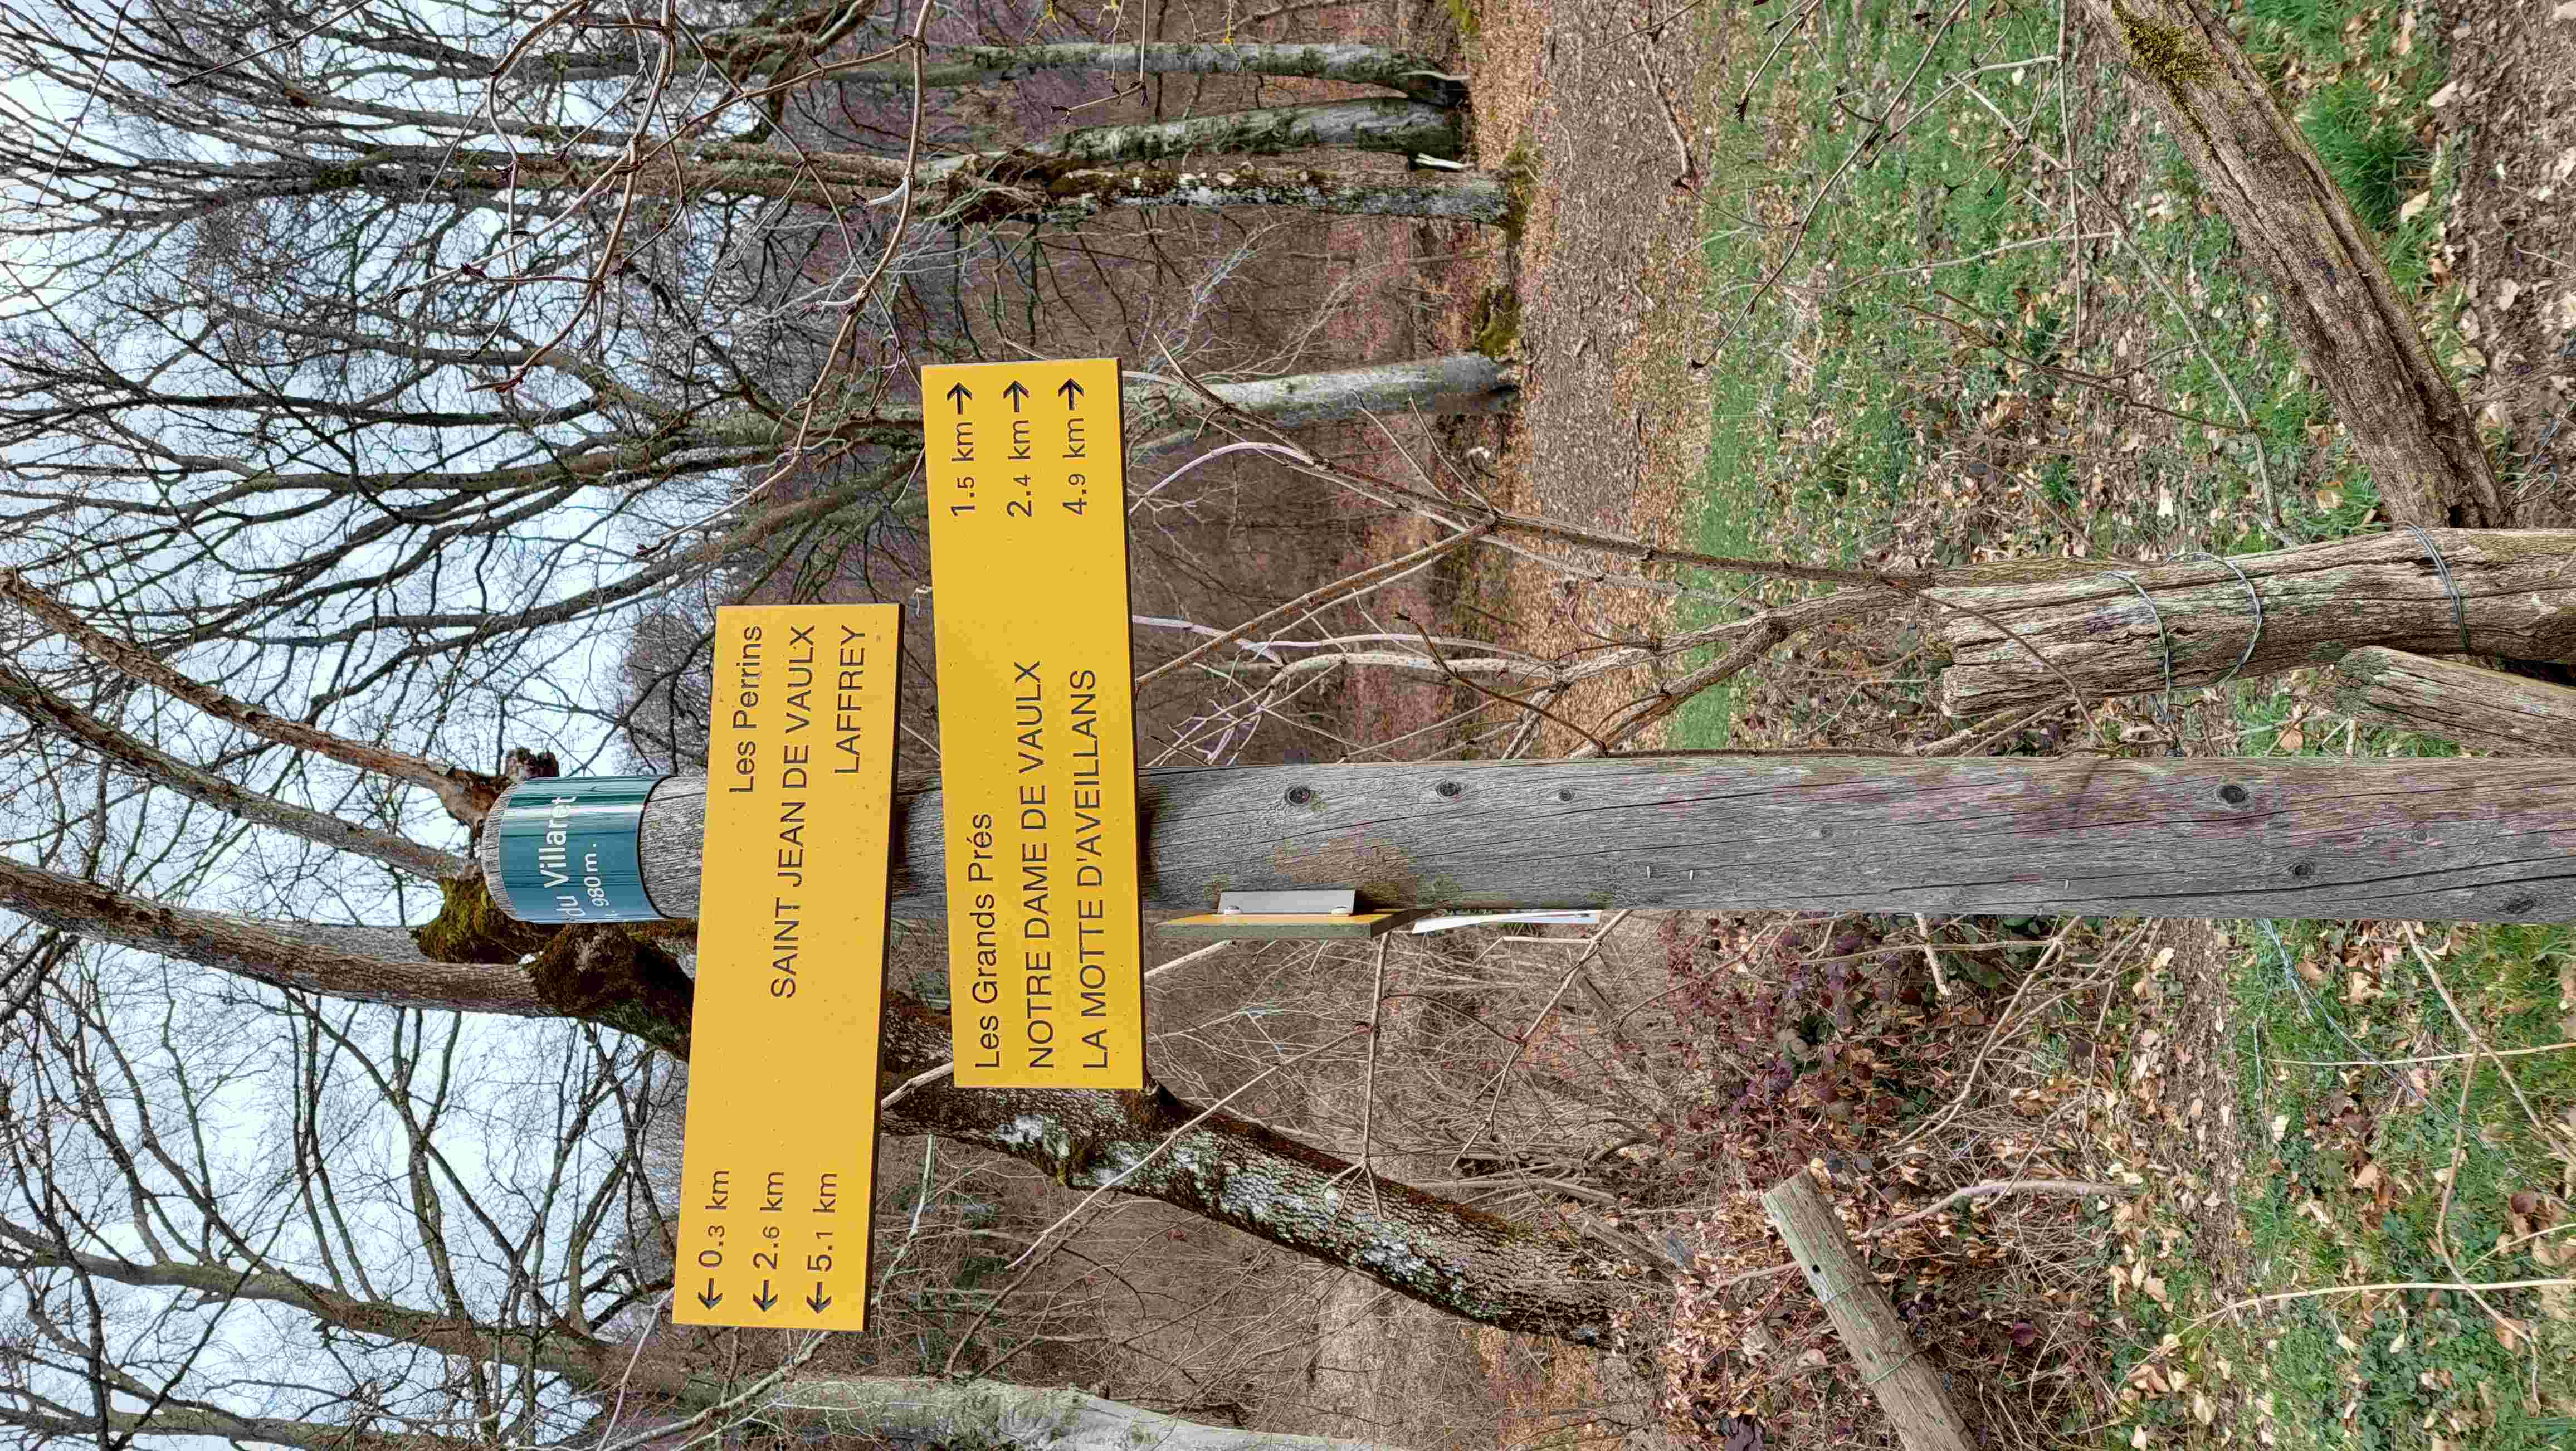 du Villaret
980 m.
← 0.3 km Les Perrins
← 2.6 km SAINT JEAN DE VAULX
← 5.1 km LAFFREY
Les Grands Prés 1.5 km →
NOTRE DAME DE VAULX 2.4 km →
LA MOTTE D'AVEILLANS 4.9 km →